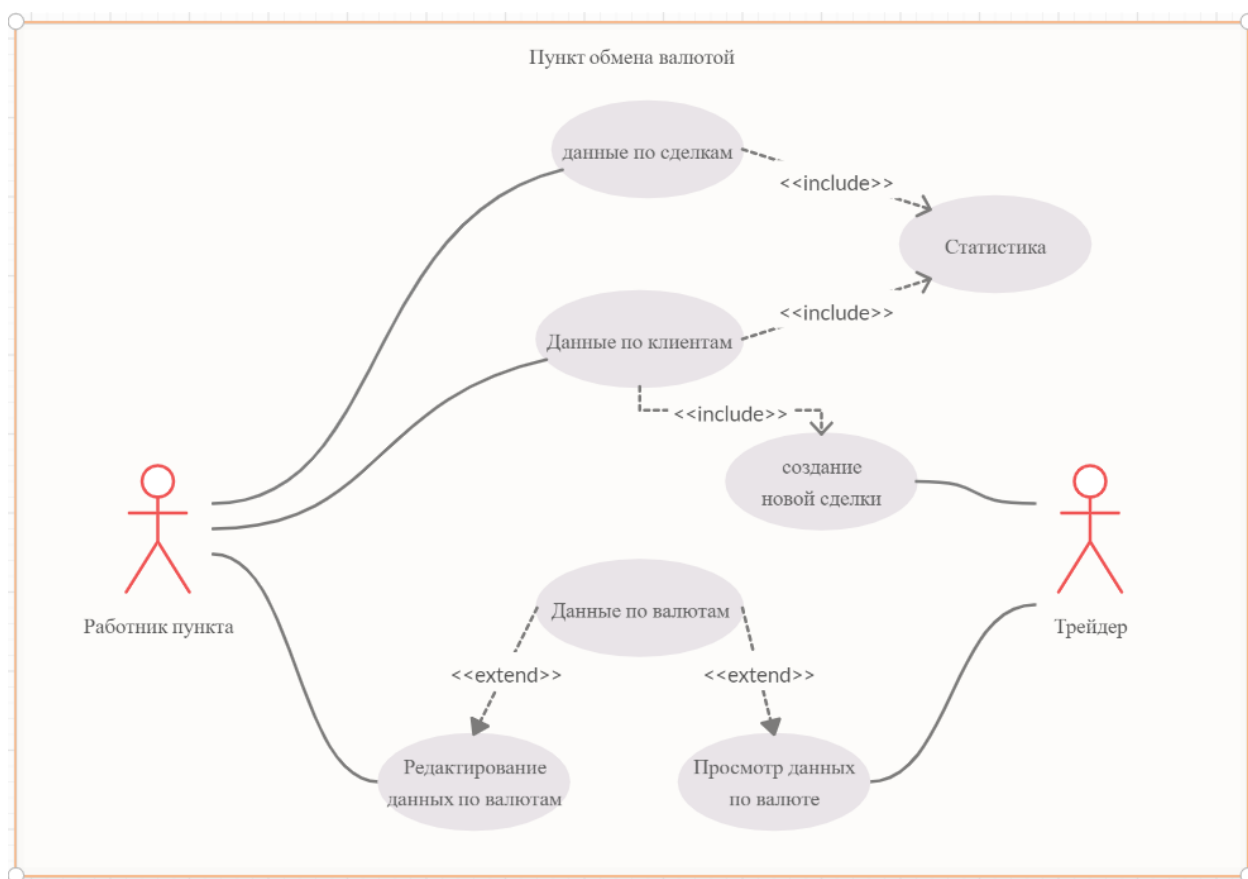 Пункт обмена валютой
данные по сделкам
<<include>>
Статистика
<<include>>
Данные по клиентам
<<include>>
создание
новой сделки
Работник пункта
Трейдер
Данные по валютам
<<extend>>
<<extend>>
Редактирование
данных по валютам
Просмотр данных
по валюте